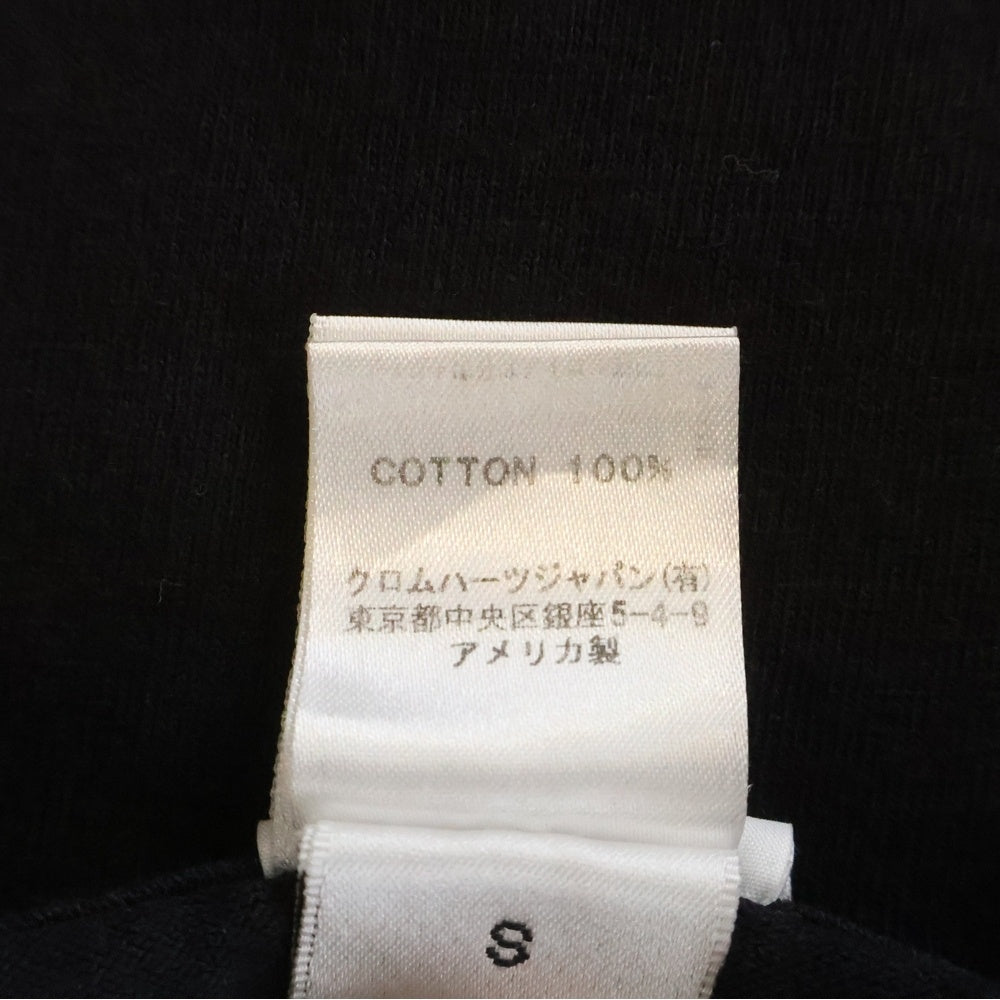 COTTON 100%
クロムハーツジャパン(有)
東京都中央区銀座5-4-9
アメリカ製
S